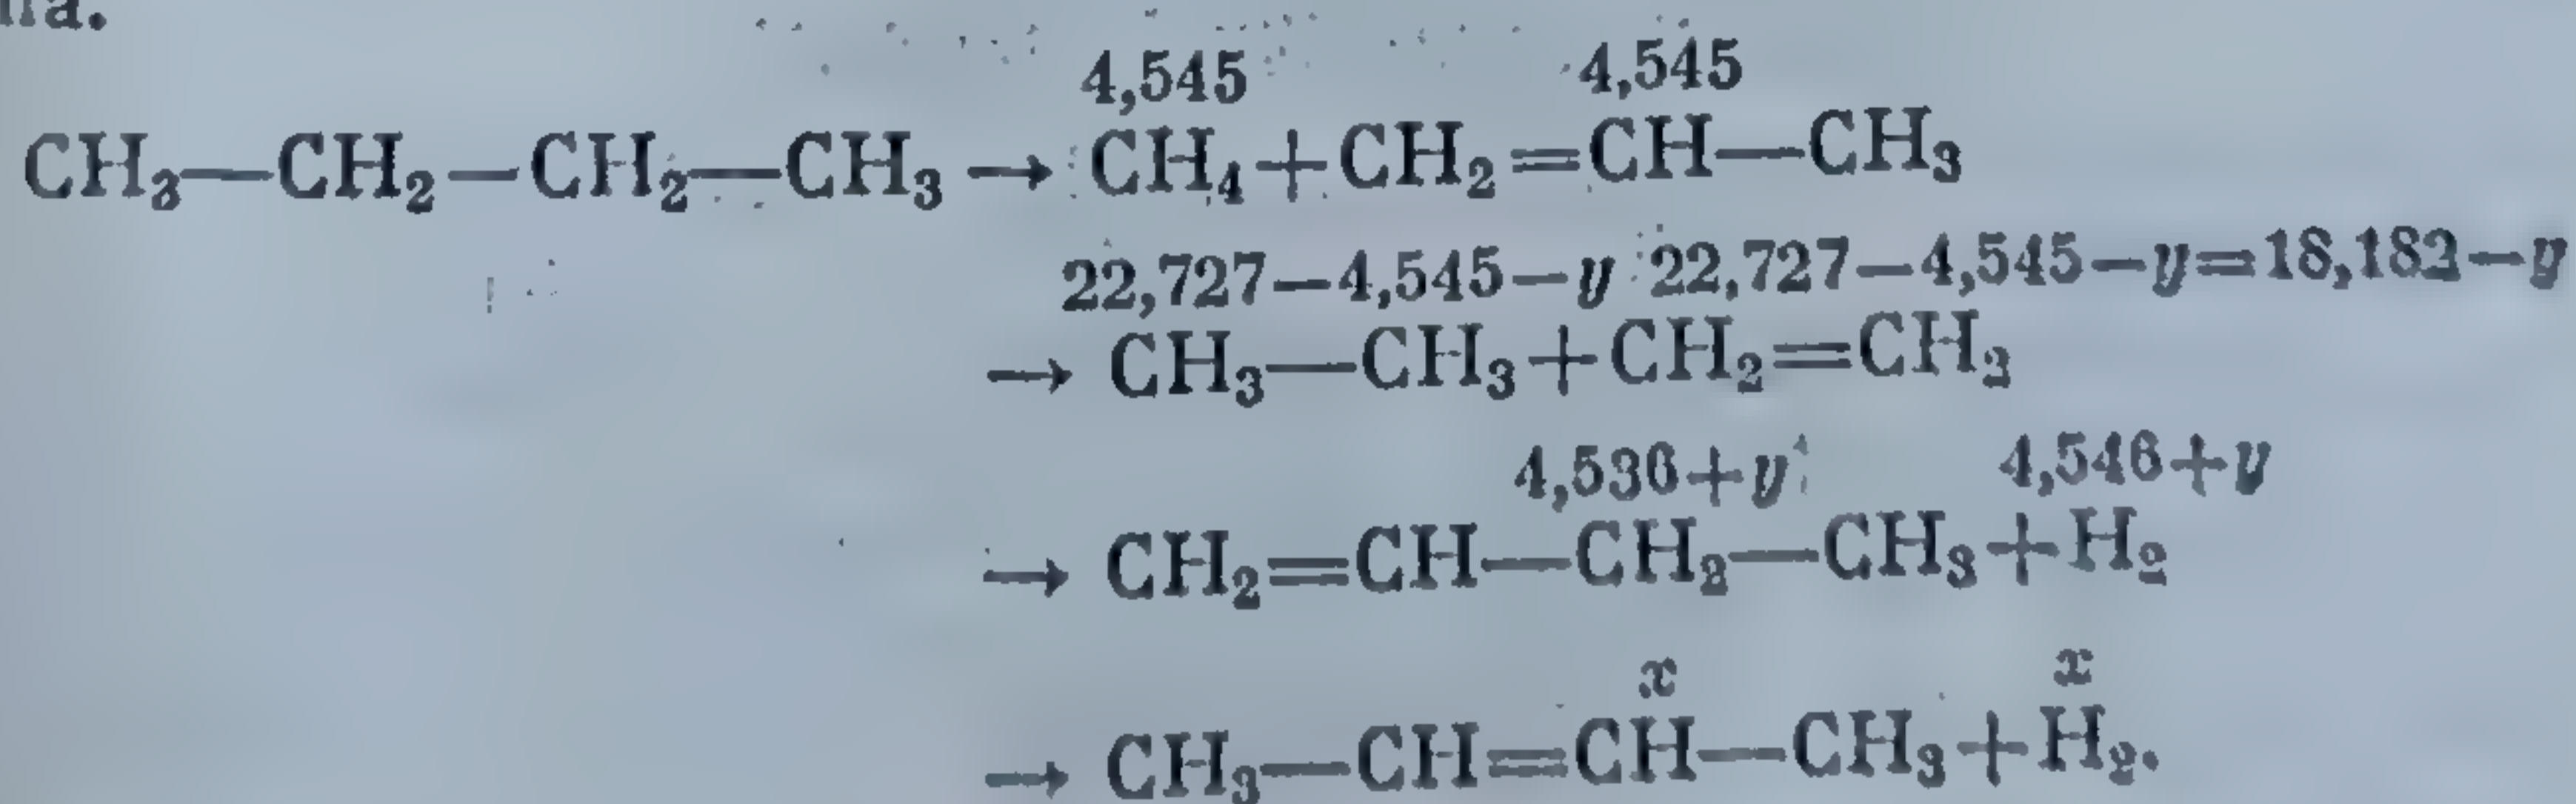 4,545 4,545
CH₃—CH₂—CH₂—CH₃ → CH₄+CH₂=CH—CH₃
22,727—4,545—y 22,727—4,545—y=18,182—y
→ CH₃—CH₃+CH₂=CH₂
4,536+y 4,546+y
→ CH₂=CH—CH₂—CH₃+H₂
x x
→ CH₃—CH=CH—CH₃+H₂.